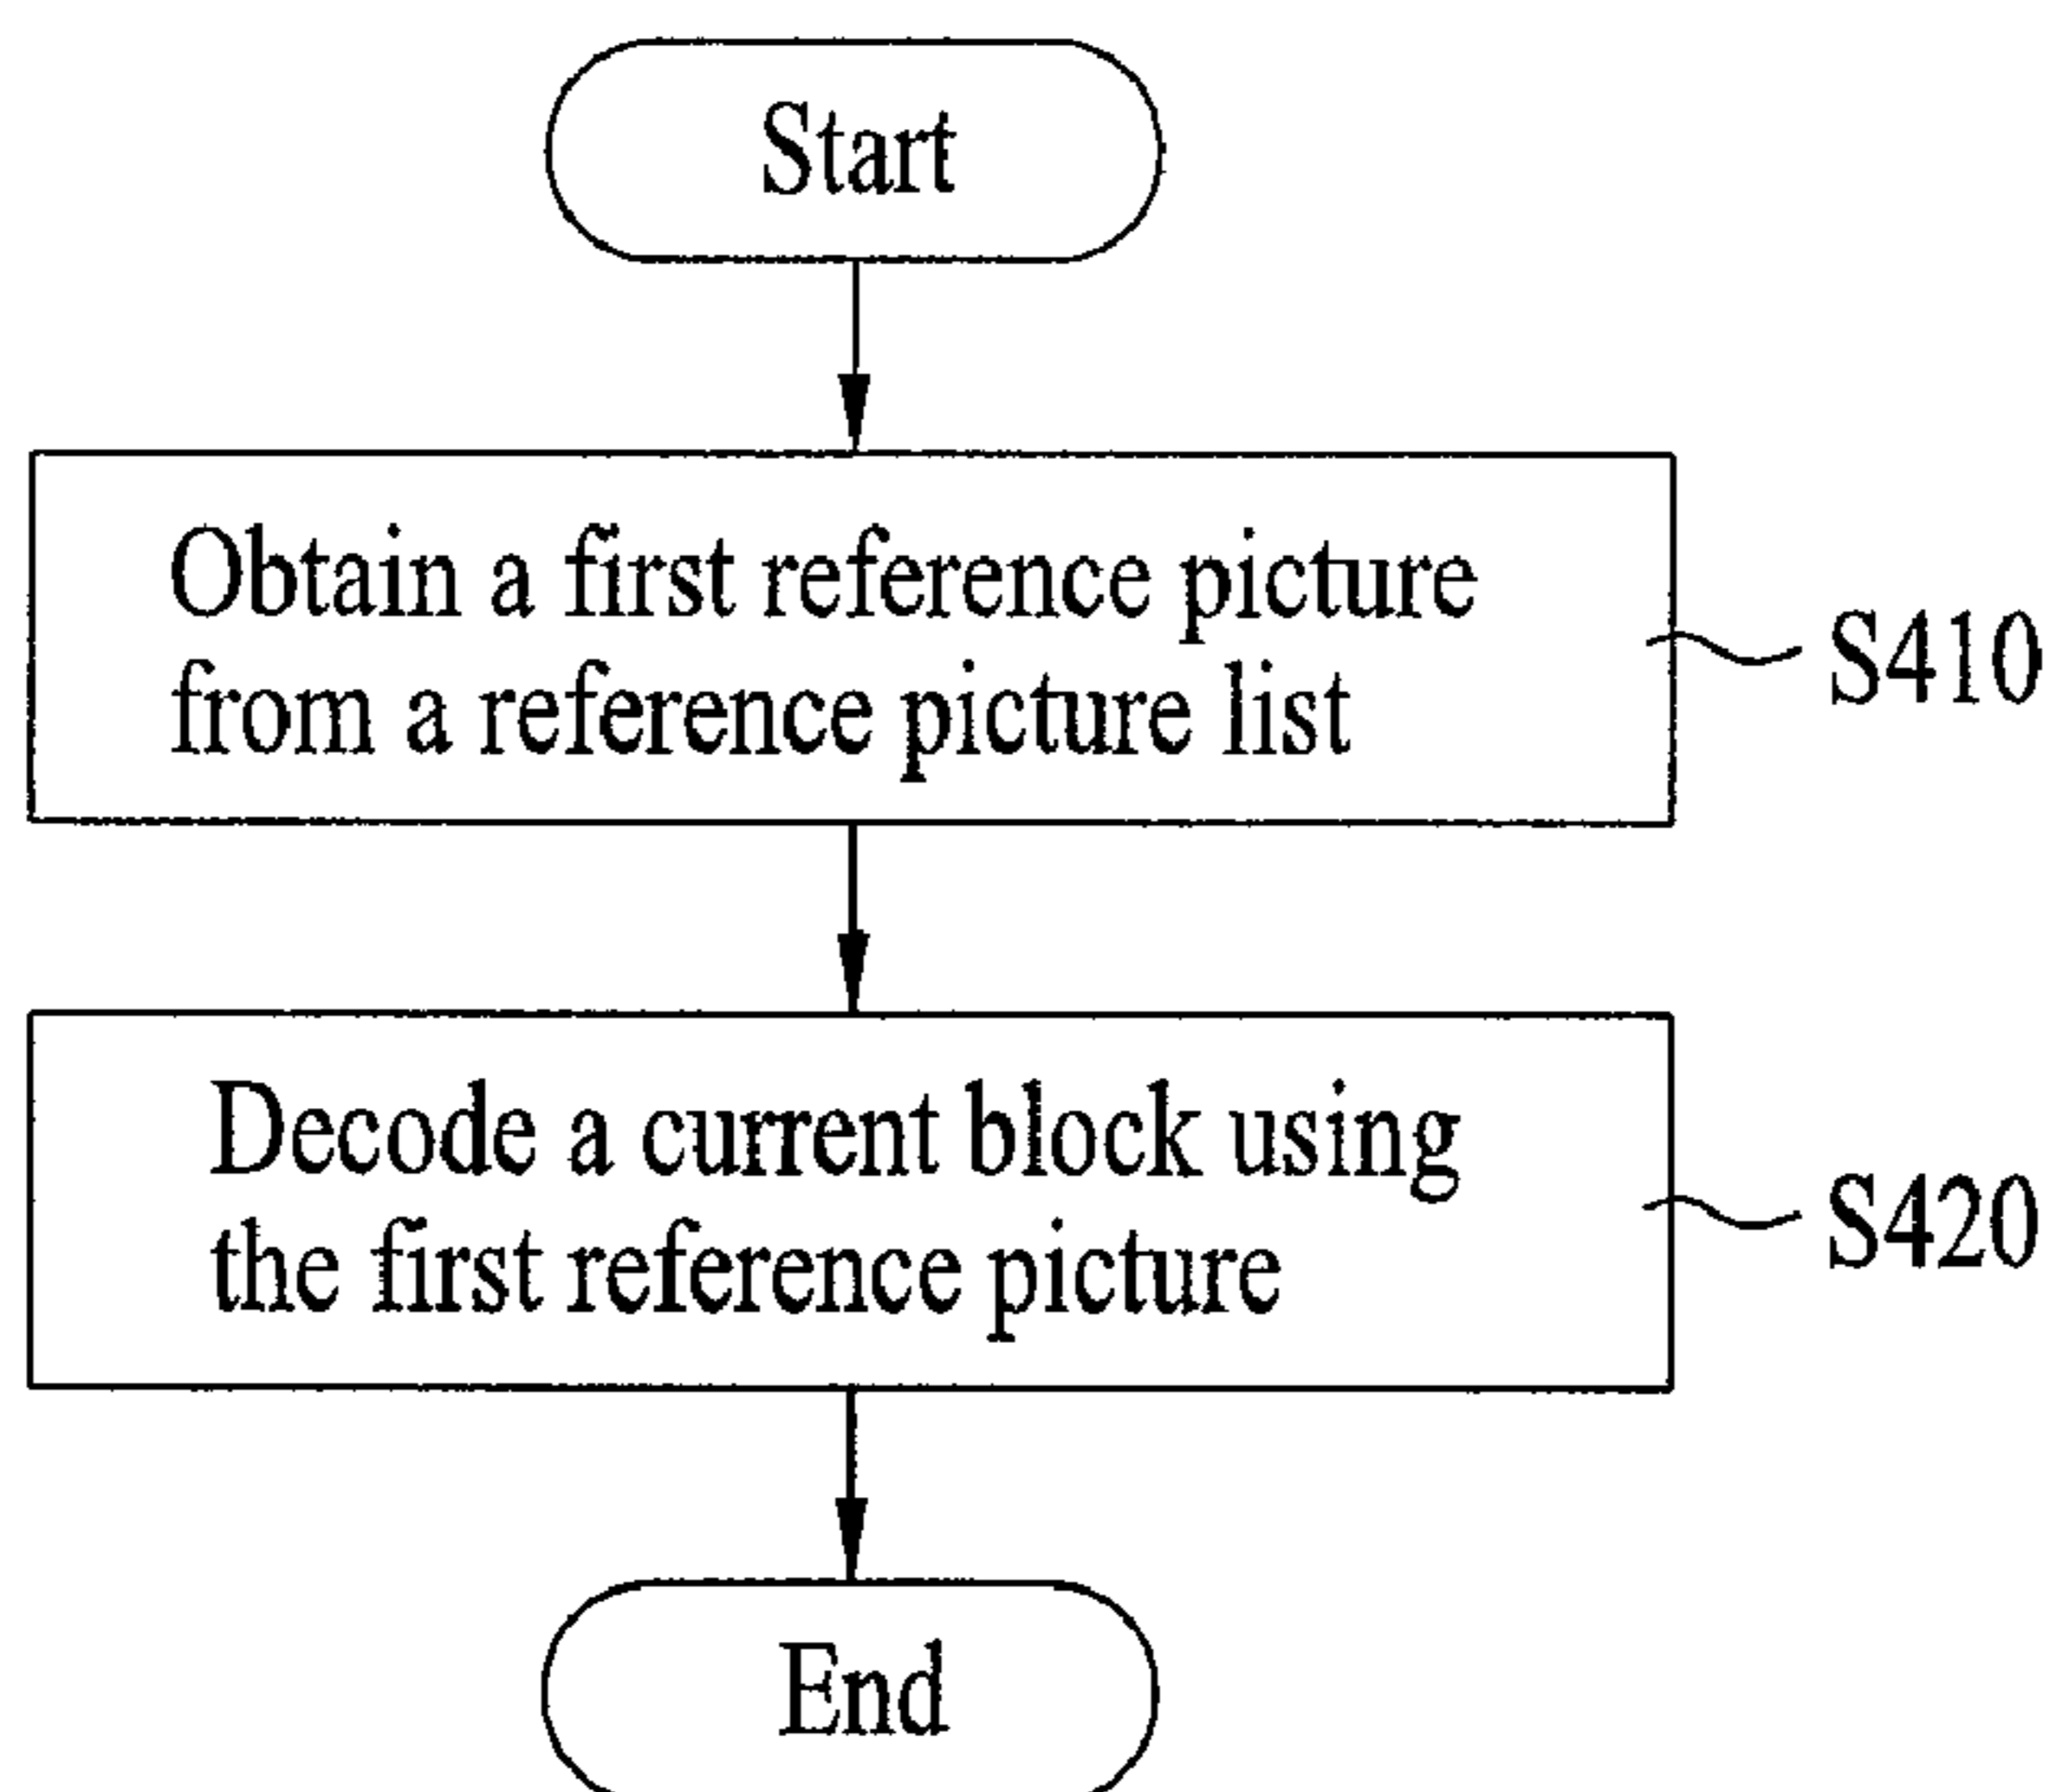 Start
Obtain a first reference picture
from a reference picture list
S410
Decode a current block using
the first reference picture
S420
End